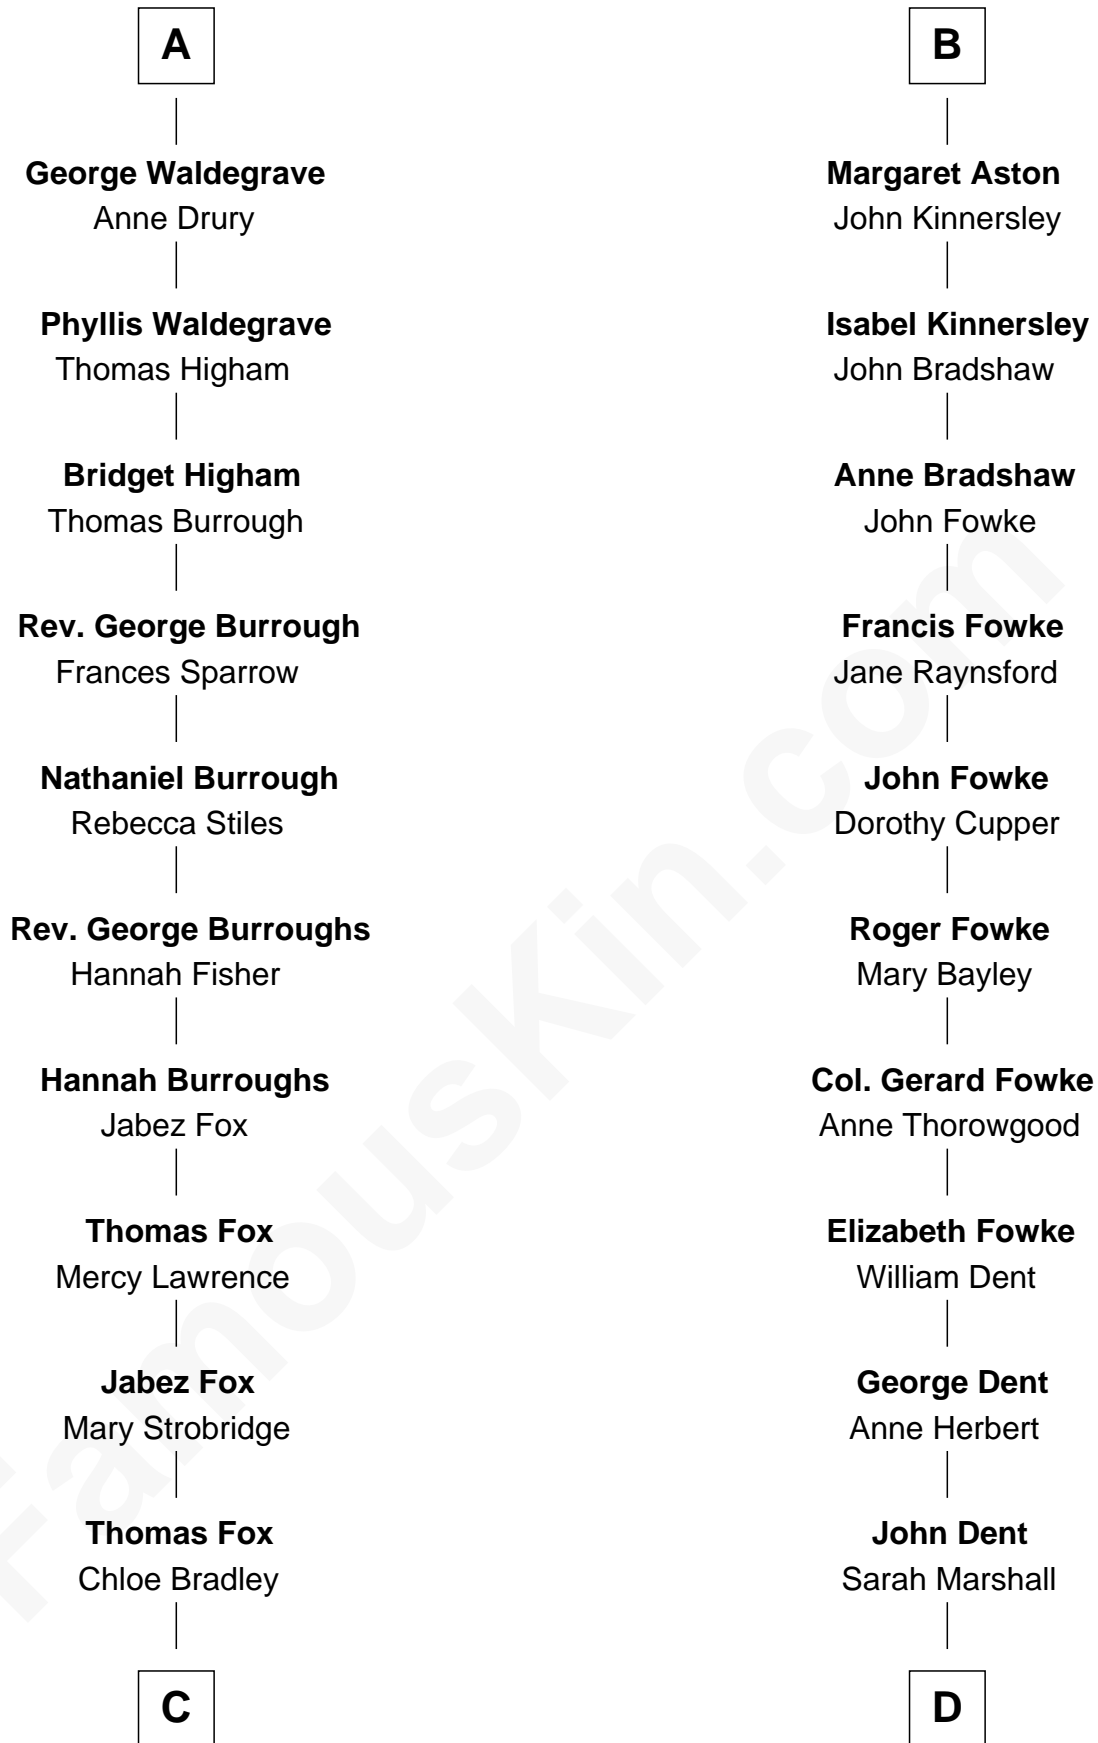 A
George Waldegrave
Anne Drury
Phyllis Waldegrave
Thomas Higham
Bridget Higham
Thomas Burrough
Rev. George Burrough
Frances Sparrow
Nathaniel Burrough
Rebecca Stiles
Rev. George Burroughs
Hannah Fisher
Hannah Burroughs
Jabez Fox
Thomas Fox
Mercy Lawrence
Jabez Fox
Mary Strobridge
Thomas Fox
Chloe Bradley
C
B
Margaret Aston
John Kinnersley
Isabel Kinnersley
John Bradshaw
Anne Bradshaw
John Fowke
Francis Fowke
Jane Raynsford
John Fowke
Dorothy Cupper
Roger Fowke
Mary Bayley
Col. Gerard Fowke
Anne Thorowgood
Elizabeth Fowke
William Dent
George Dent
Anne Herbert
John Dent
Sarah Marshall
D
FamousKin.com